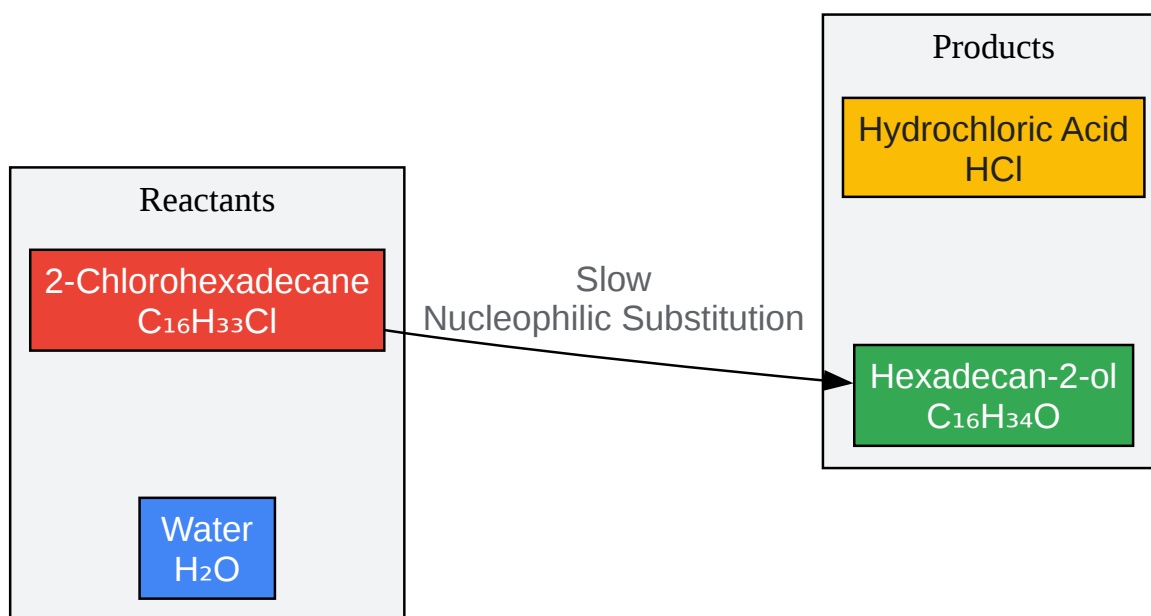 Reactants
2-Chlorohexadecane
C₁₆H₃₃Cl
Water
H₂O
Slow
Nucleophilic Substitution
Products
Hydrochloric Acid
HCl
Hexadecan-2-ol
C₁₆H₃₄O